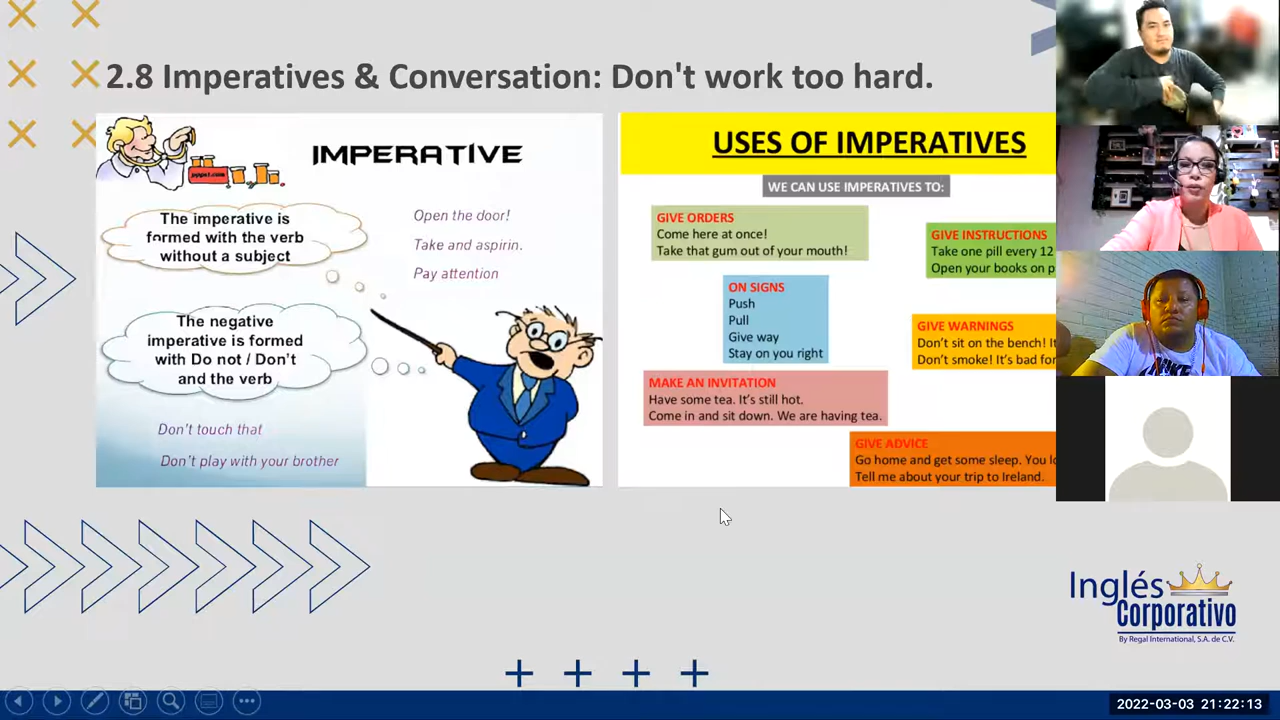 2.8 Imperatives & Conversation: Don't work too hard.
IMPERATIVE
The imperative is
formed with the verb
without a subject
Open the door!
Take and aspirin.
Pay attention
The negative
imperative is formed
with Do not / Don't
and the verb
Don't touch that
Don't play with your brother
USES OF IMPERATIVES
WE CAN USE IMPERATIVES TO:
GIVE ORDERS
Come here at once!
Take that gum out of your mouth!
GIVE INSTRUCTIONS
Take one pill every 12
Open your books on p
ON SIGNS
Push
Pull
Give way
Stay on you right
GIVE WARNINGS
Don't sit on the bench! It
Don't smoke! It's bad for
MAKE AN INVITATION
Have some tea. It's still hot.
Come in and sit down. We are having tea.
GIVE ADVICE
Go home and get some sleep. You lo
Tell me about your trip to Ireland.
Inglés
Corporativo
By Regal International, S.A. de C.V.
2022-03-03 21:22:13